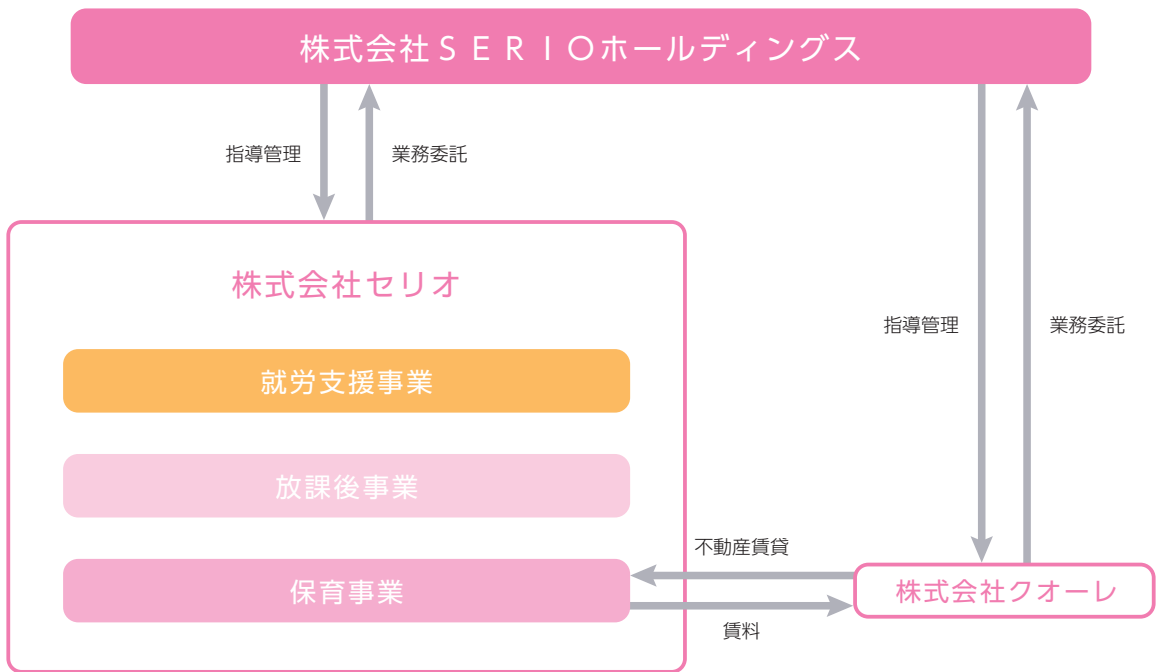 株式会社ＳＥＲＩＯホールディングス
指導管理
業務委託
株式会社セリオ
就労支援事業
放課後事業
保育事業
指導管理
業務委託
不動産賃貸
賃料
株式会社クオーレ